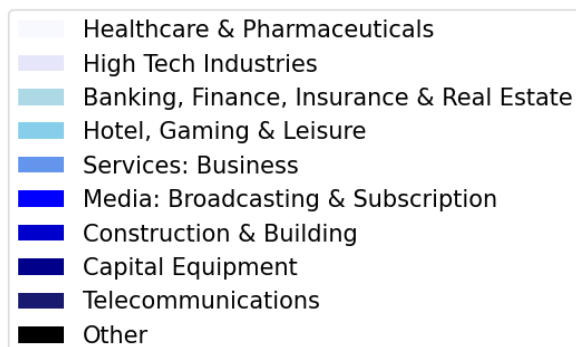 Healthcare & Pharmaceuticals
High Tech Industries
Banking, Finance, Insurance & Real Estate
Hotel, Gaming & Leisure
Services: Business
Media: Broadcasting & Subscription
Construction & Building
Capital Equipment
Telecommunications
Other